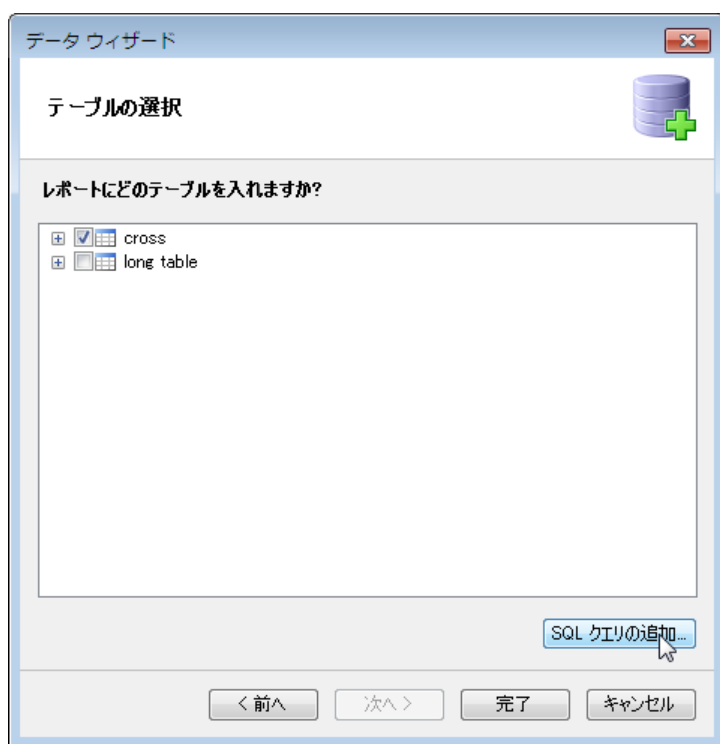 データ ウィザード
テーブルの選択
レポートにどのテーブルを入れますか?
cross
long table
SQL クエリの追加...
< 前へ
次へ >
完了
キャンセル